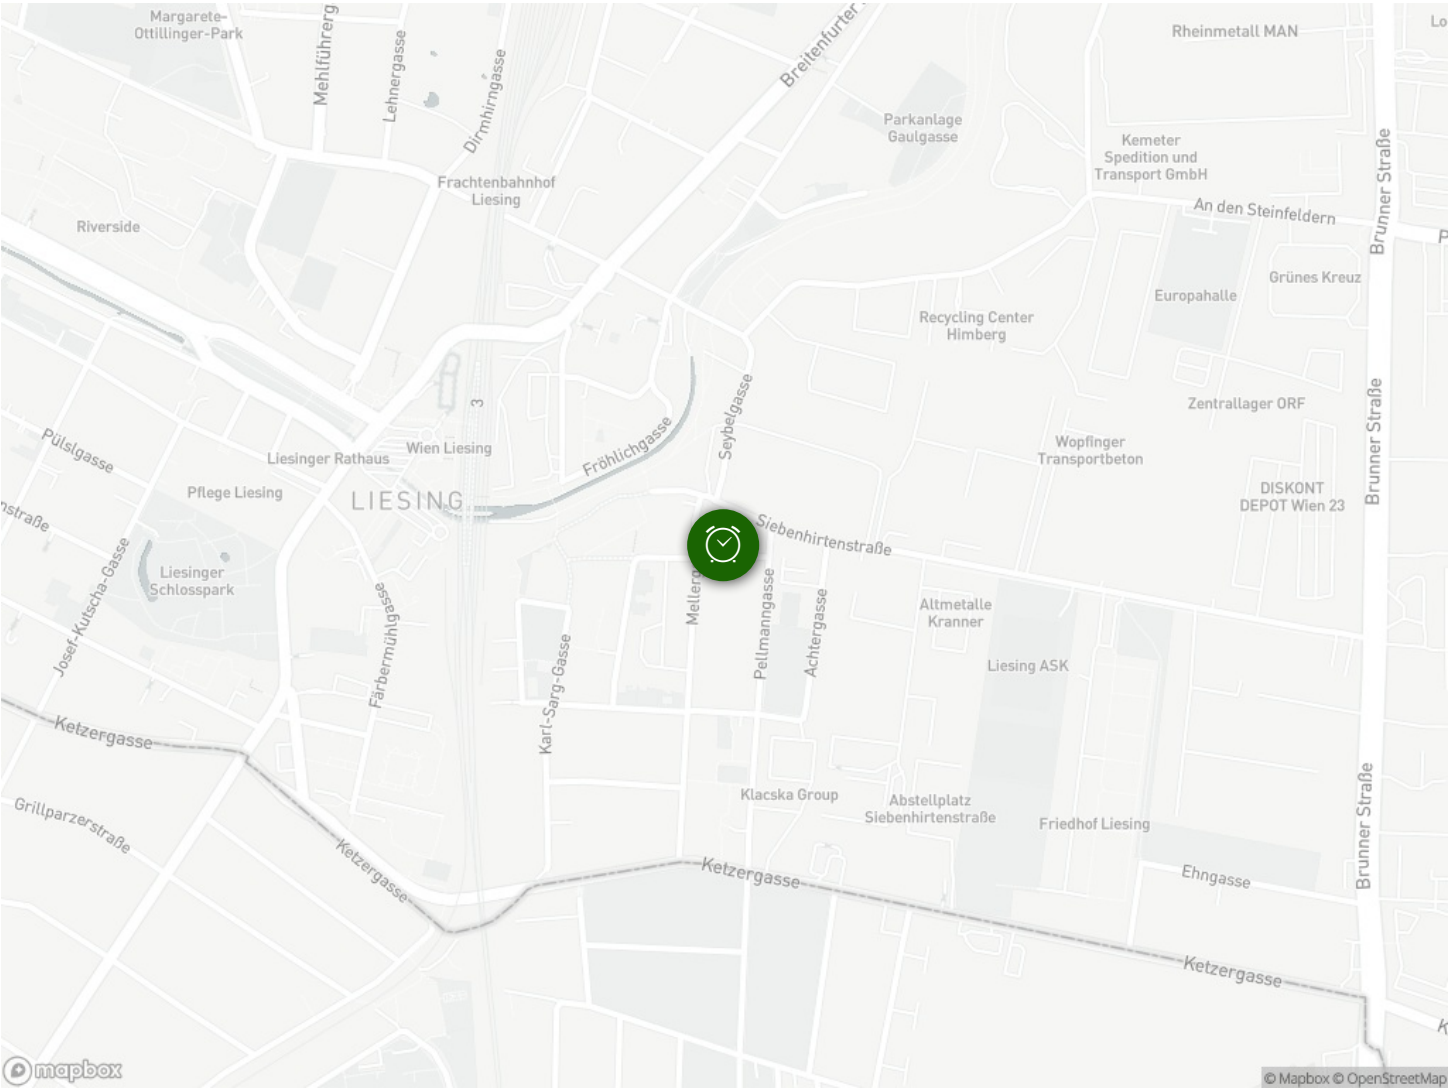 Margarete-
Ottillinger-Park
Mehlführerg
Lehnergasse
Dirmhirngasse
Breitenfurter
Rheinmetall MAN
Lo
Parkanlage
Gaulgasse
Kemeter
Spedition und
Transport GmbH
Brunner Straße
Frachtenbahnhof
Liesing
An den Steinfeldern
P
Riverside
Grünes Kreuz
Europahalle
Recycling Center
Himberg
3
Seybelgasse
Zentrallager ORF
Brunner Straße
Pülslgasse
Wien Liesing
Liesinger Rathaus
Fröhlichgasse
Wopfinger
Transportbeton
Pflege Liesing
LIESING
DISKONT
DEPOT Wien 23
nstraße
Siebenhirtenstraße
Liesinger
Schlosspark
Josef-Kutscha-Gasse
Färbermühlgasse
Mellerg
Pellmanngasse
Achtergasse
Altmetalle
Kranner
Liesing ASK
Karl-Sarg-Gasse
Ketzergasse
Klacska Group
Abstellplatz
Siebenhirtenstraße
Friedhof Liesing
Brunner Straße
Grillparzerstraße
Ketzergasse
Ketzergasse
Ehngasse
Ketzergasse
K
mapbox
© Mapbox © OpenStreetMap